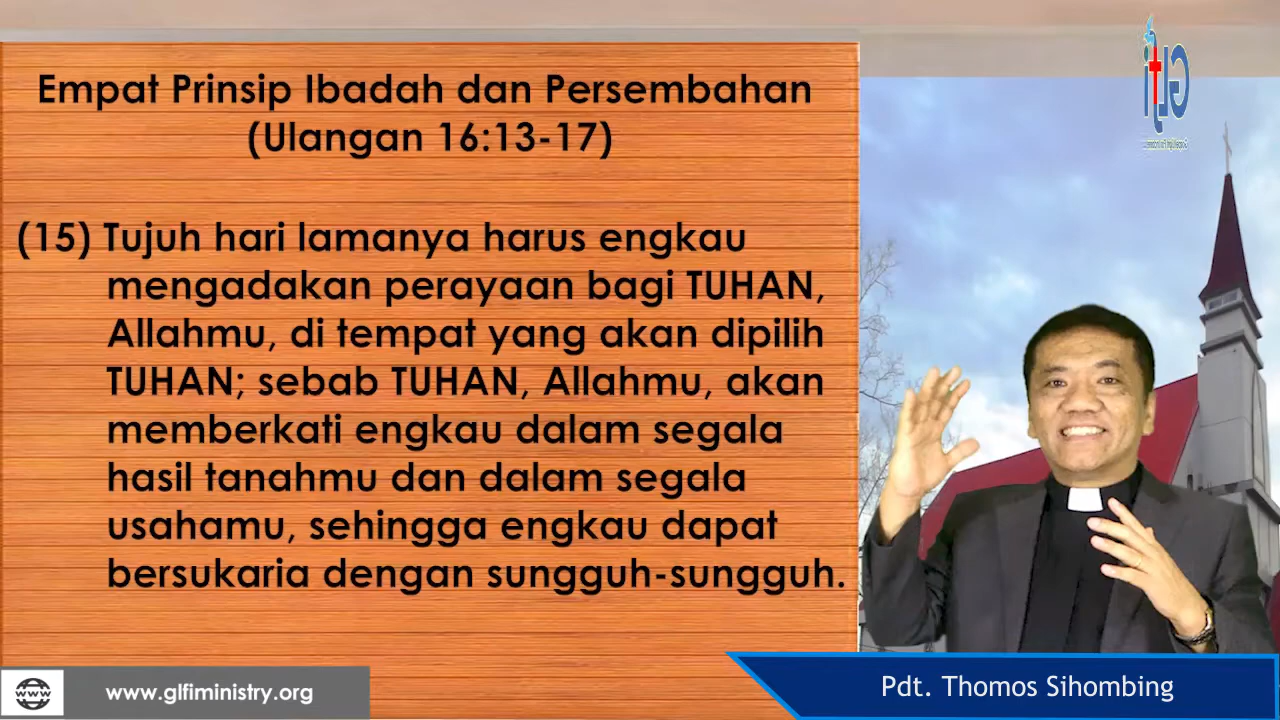 Empat Prinsip Ibadah dan Persembahan
(Ulangan 16:13-17)
(15) Tujuh hari lamanya harus engkau
mengadakan perayaan bagi TUHAN,
Allahmu, di tempat yang akan dipilih
TUHAN; sebab TUHAN, Allahmu, akan
memberkati engkau dalam segala
hasil tanahmu dan dalam segala
usahamu, sehingga engkau dapat
bersukaria dengan sungguh-sungguh.
www
www.glfiministry.org
Pdt. Thomos Sihombing